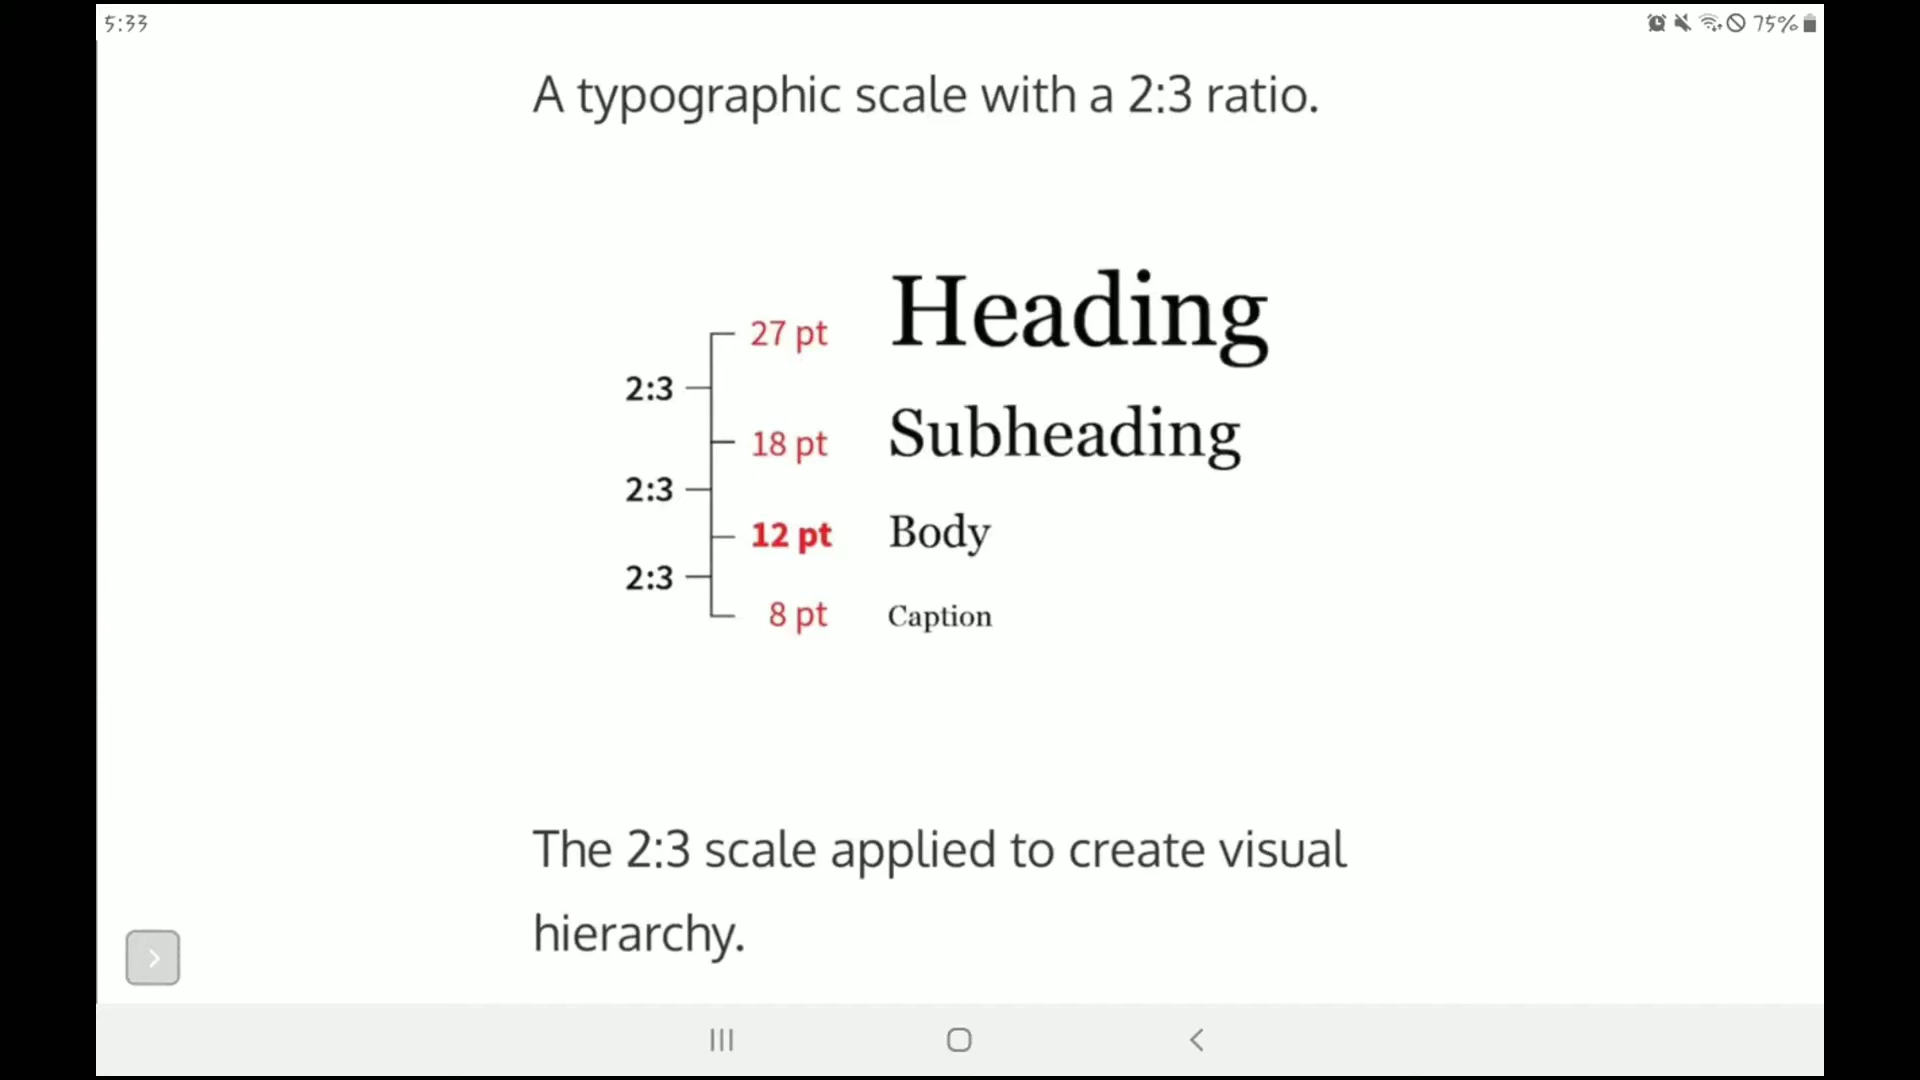 5:33
75%
A typographic scale with a 2:3 ratio.
27 pt Heading
2:3
18 pt Subheading
2:3
12 pt Body
2:3
8 pt Caption
The 2:3 scale applied to create visual
hierarchy.